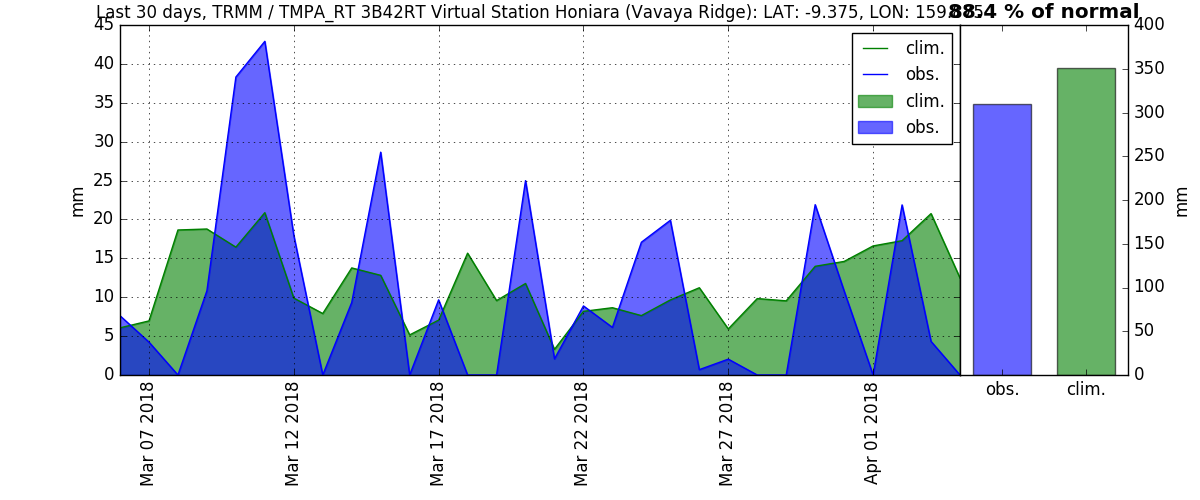 Last 30 days, TRMM / TMPA_RT 3B42RT Virtual Station Honiara (Vavaya Ridge): LAT: -9.375, LON:
88.4 % of normal
45
40
35
30
25
20
15
10
5
0
mm
clim.
obs.
clim.
obs.
Mar 07 2018
Mar 12 2018
Mar 17 2018
Mar 22 2018
Mar 27 2018
Apr 01 2018
400
350
300
250
200
150
100
50
0
mm
obs.
clim.